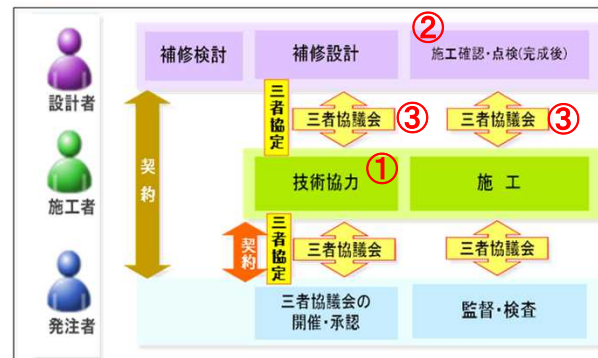 設計者
施工者
発注者
契約
補修検討
補修設計
②
施工確認・点検(完成後)
三者協定
三者協議会
③
三者協議会
③
技術協力
①
施 工
契約
三者協定
三者協議会
三者協議会
三者協議会の
開催・承認
監督・検査